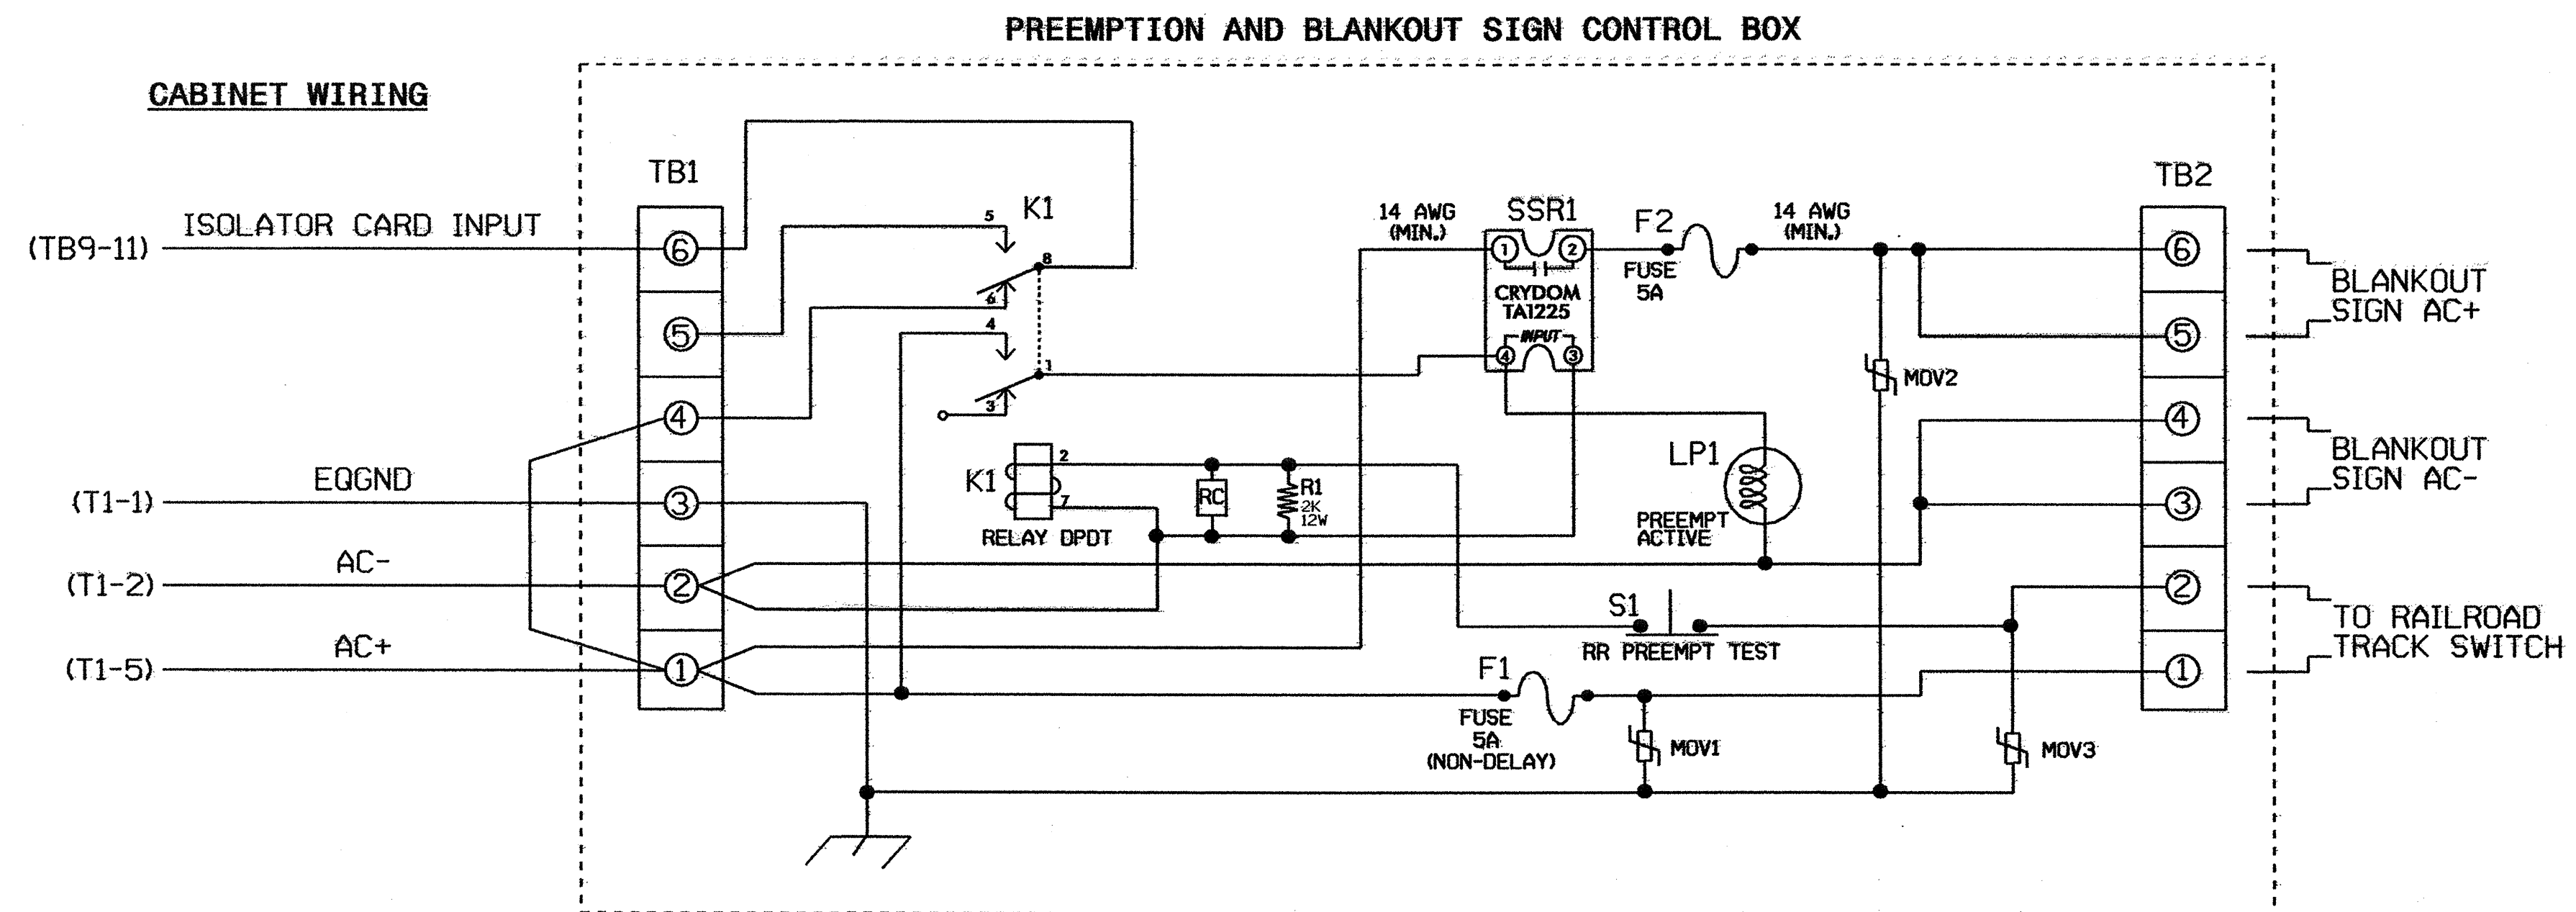 PREEMPTION AND BLANKOUT SIGN CONTROL BOX
CABINET WIRING
TB1
TB2
(TB9-11)
ISOLATOR CARD INPUT
6
5
4
3
2
1
(T1-1)
EQGND
(T1-2)
AC-
(T1-5)
AC+
K1
5
8
6
4
1
3
K1
2
7
RELAY DPDT
RC
R1
2K
12W
14 AWG
(MIN.)
SSR1
1
2
CRYDOM
TA1225
INPUT
4
3
F2
FUSE
5A
14 AWG
(MIN.)
MOV2
LP1
PREEMPT
ACTIVE
S1
RR PREEMPT TEST
F1
FUSE
5A
(NON-DELAY)
MOV1
MOV3
6
5
4
3
2
1
BLANKOUT
SIGN AC+
BLANKOUT
SIGN AC-
TO RAILROAD
TRACK SWITCH